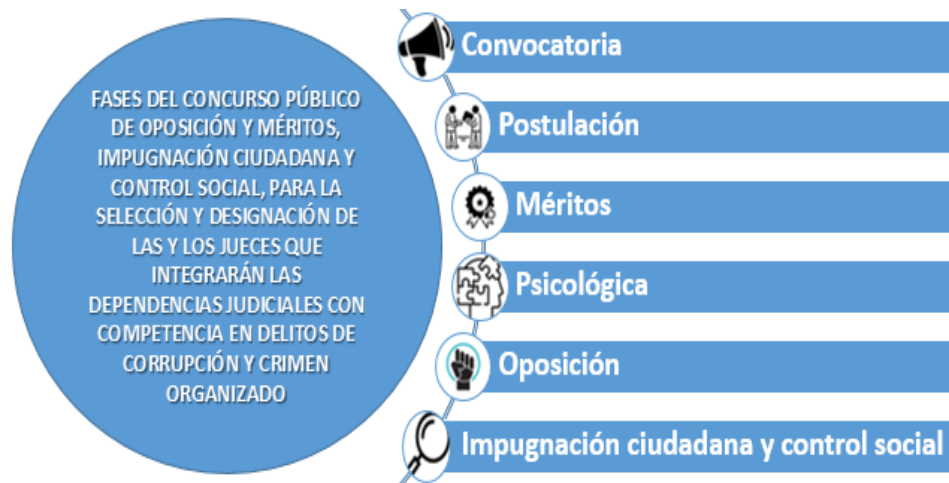 FASES DEL CONCURSO PÚBLICO
DE OPOSICIÓN Y MÉRITOS,
IMPUGNACIÓN CIUDADANA Y
CONTROL SOCIAL, PARA LA
SELECCIÓN Y DESIGNACIÓN DE
LAS Y LOS JUECES QUE
INTEGRARÁN LAS
DEPENDENCIAS JUDICIALES CON
COMPETENCIA EN DELITOS DE
CORRUPCIÓN Y CRIMEN
ORGANIZADO
Convocatoria
Postulación
Méritos
Psicológica
Oposición
Impugnación ciudadana y control social